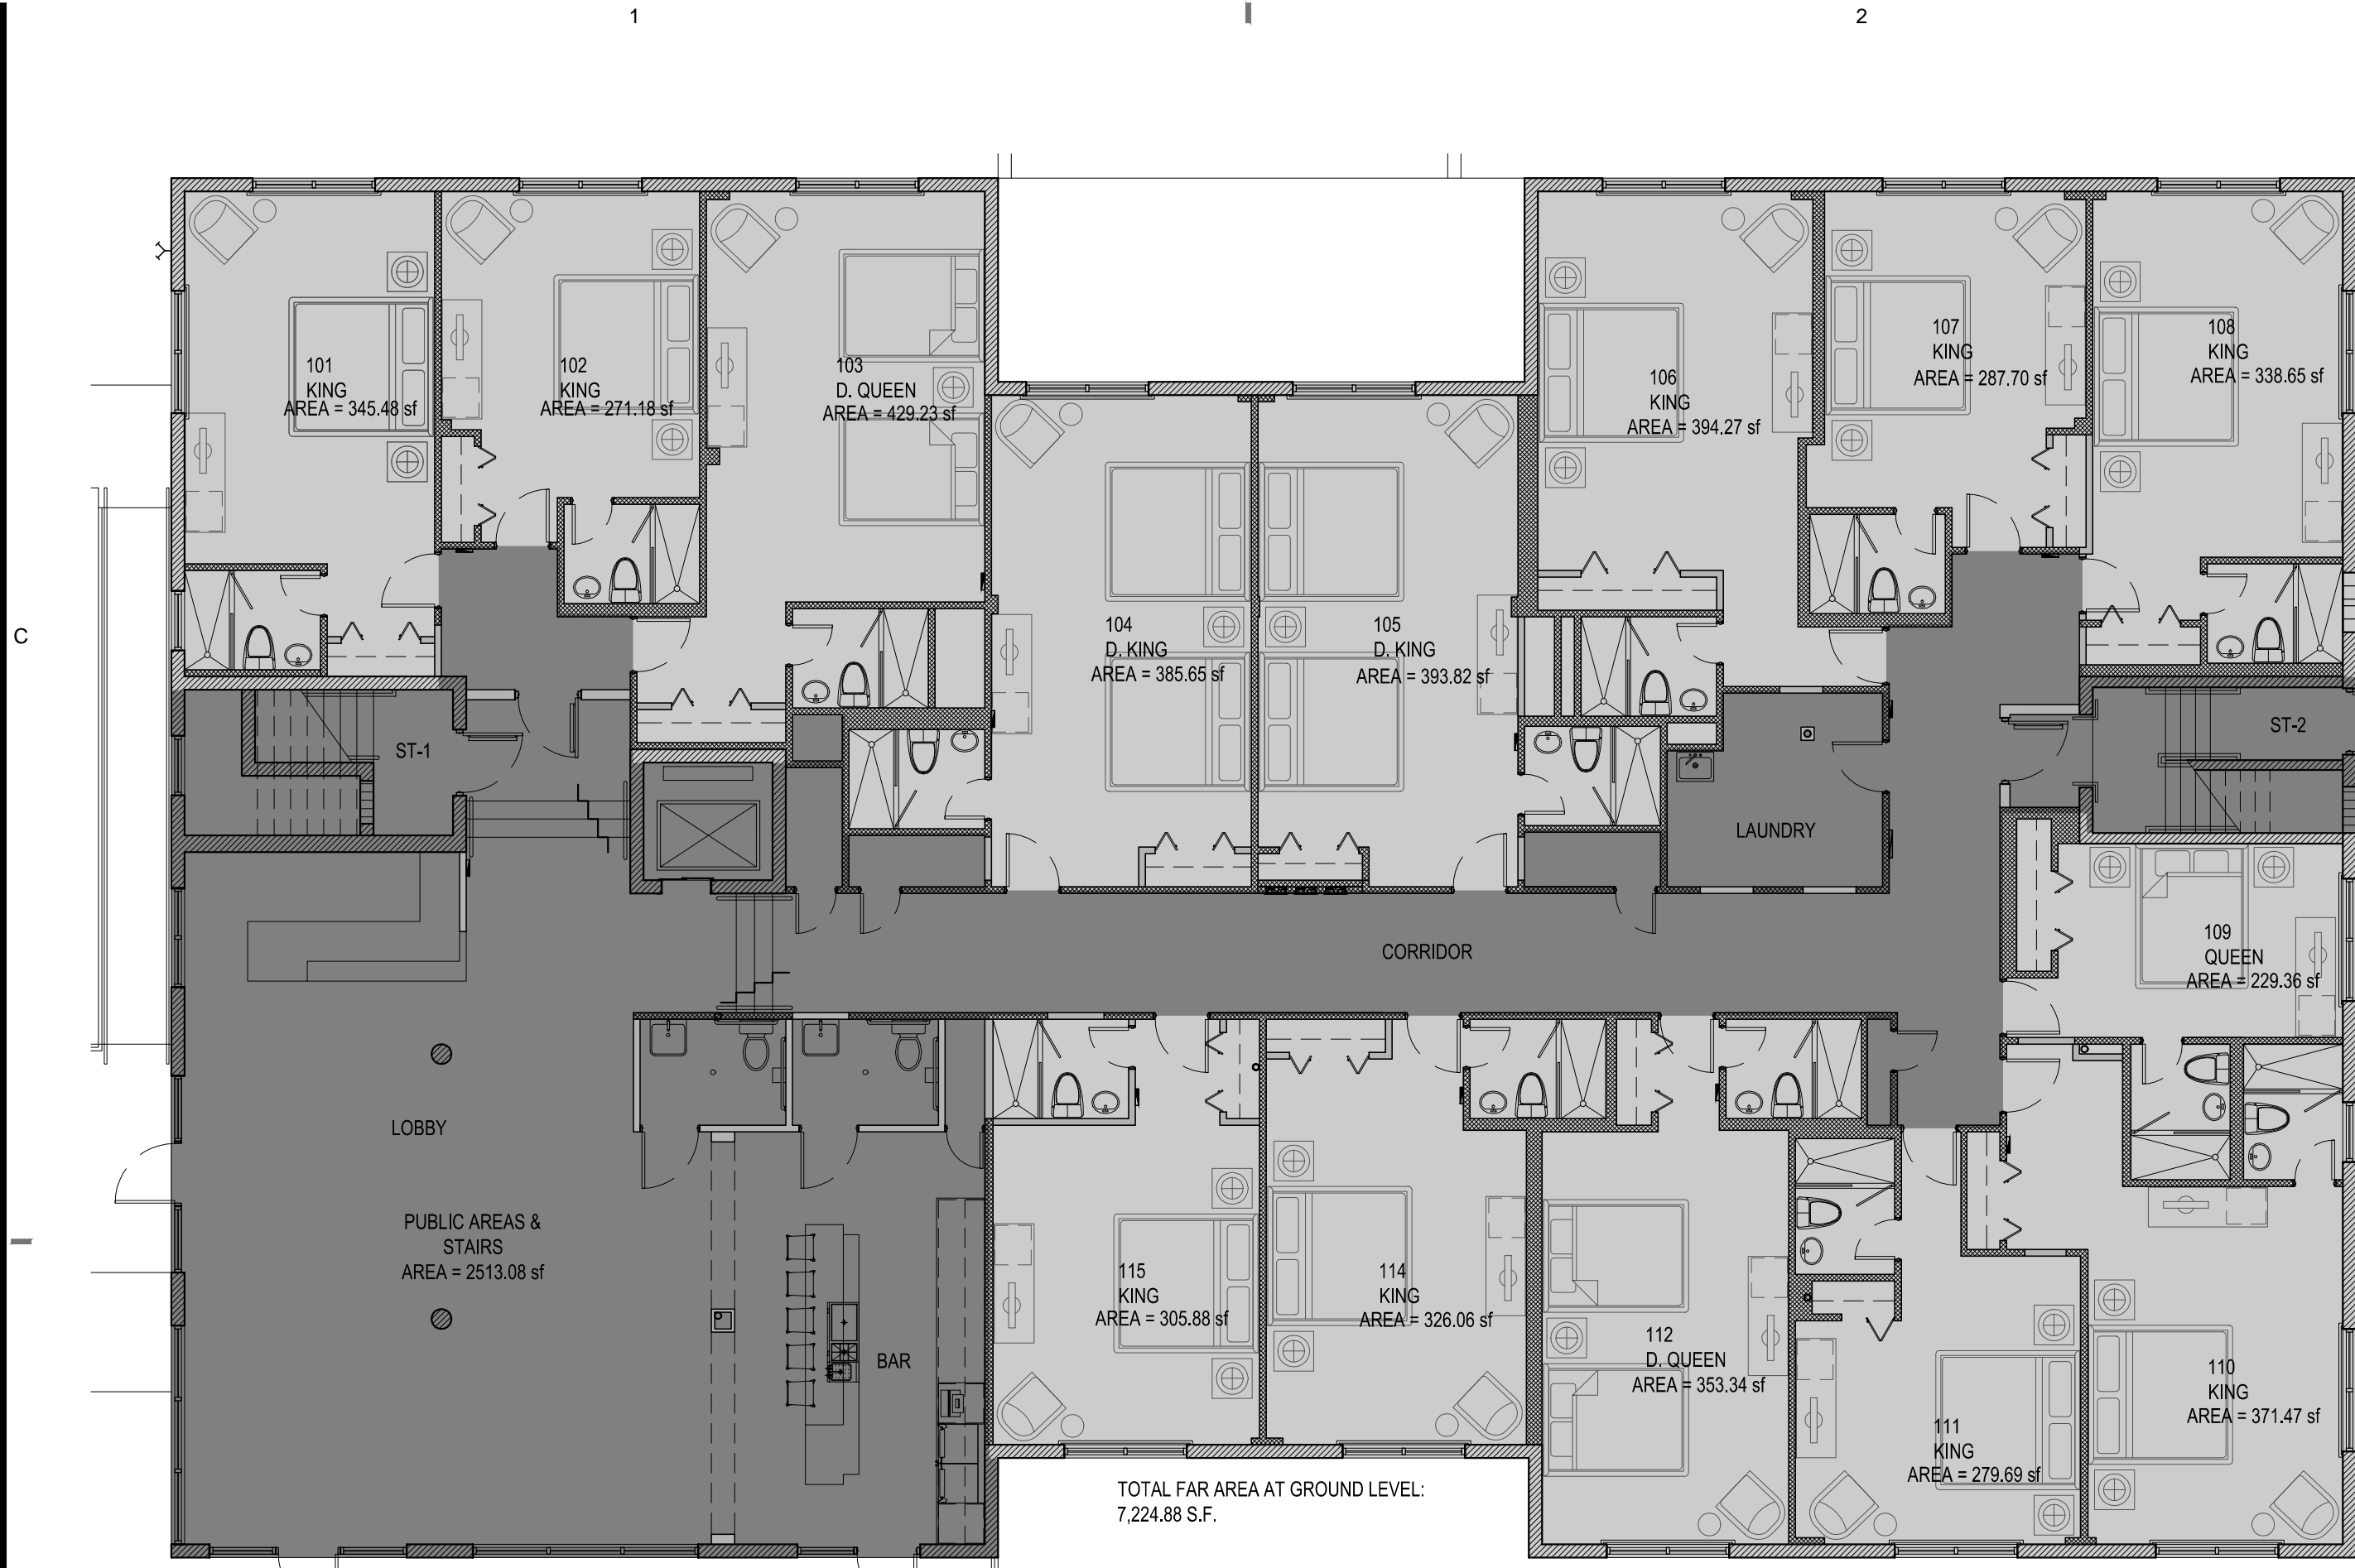 1
2
101
KING
AREA = 345.48 sf
102
KING
AREA = 271.18 sf
103
D. QUEEN
AREA = 429.23 sf
106
KING
AREA = 394.27 sf
107
KING
AREA = 287.70 sf
108
KING
AREA = 338.65 sf
C
104
D. KING
AREA = 385.65 sf
105
D. KING
AREA = 393.82 sf
ST-1
ST-2
LAUNDRY
CORRIDOR
109
QUEEN
AREA = 229.36 sf
LOBBY
PUBLIC AREAS &
STAIRS
AREA = 2513.08 sf
BAR
115
KING
AREA = 305.88 sf
114
KING
AREA = 326.06 sf
112
D. QUEEN
AREA = 353.34 sf
111
KING
AREA = 279.69 sf
110
KING
AREA = 371.47 sf
TOTAL FAR AREA AT GROUND LEVEL:
7,224.88 S.F.